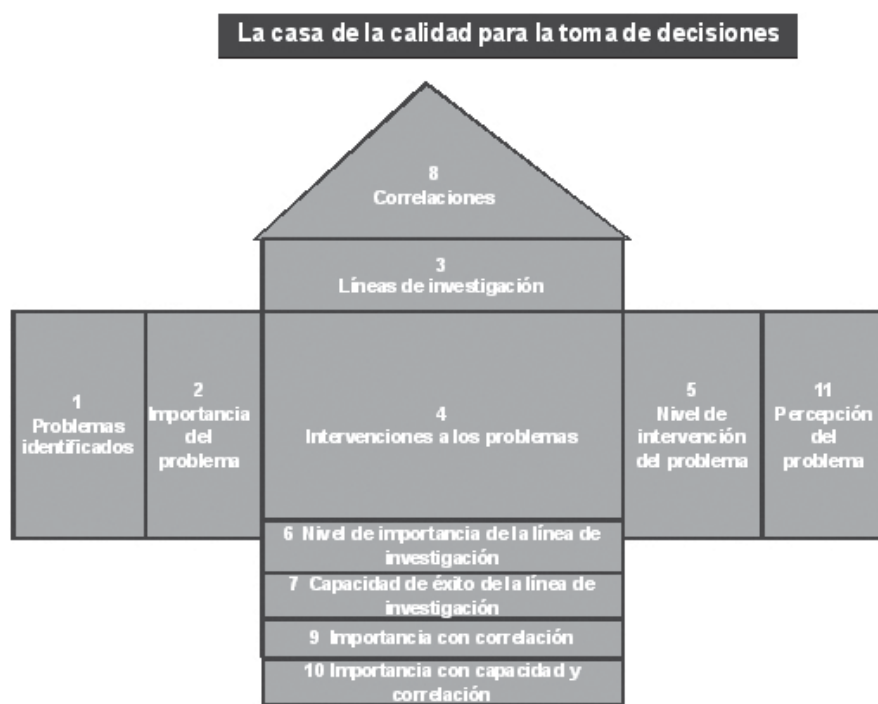 La casa de la calidad para la toma de decisiones
8
Correlaciones
3
Líneas de investigación
1
Problemas
identificados
2
Importancia
del
problema
4
Intervenciones a los problemas
5
Nivel de
intervención
del problema
11
Percepción
del
problema
6 Nivel de importancia de la línea de
investigación
7 Capacidad de éxito de la línea de
investigación
9 Importancia con correlación
10 Importancia con capacidad y
correlación